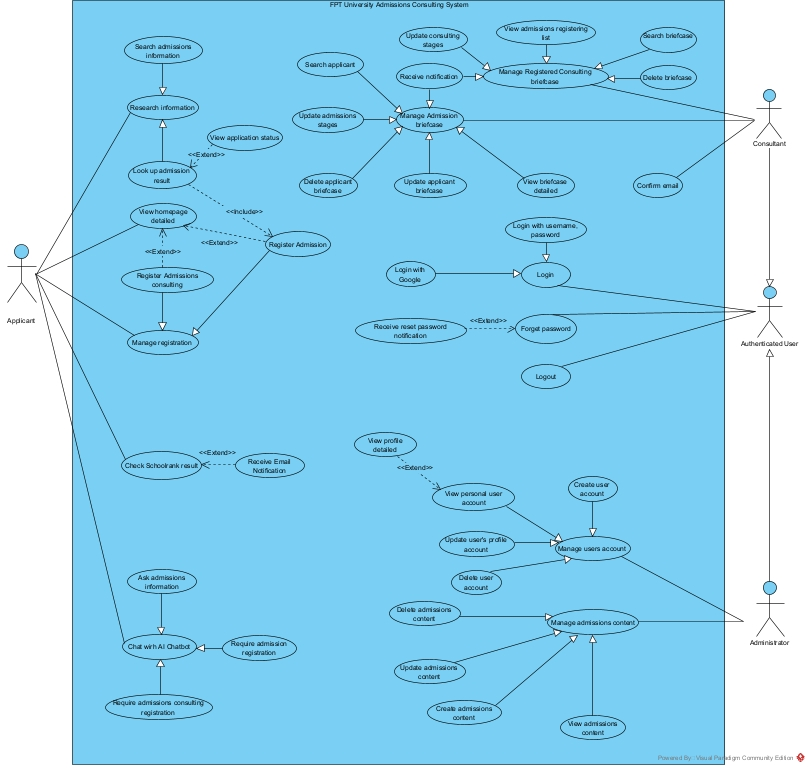 FPT University Admissions Consulting System
Search admissions
information
Research information
View application status
<<Extend>>
Look up admission
result
<<Include>>
View homepage
detailed
<<Extend>>
<<Extend>>
Register Admission
Register Admissions
consulting
Manage registration
Applicant
Check Schoolrank result
<<Extend>>
Receive Email
Notification
Ask admissions
information
Chat with AI Chatbot
Require admission
registration
Require admissions consulting
registration
Update consulting
stages
View admissions registering
list
Search briefcase
Search applicant
Receive notification
Manage Registered Consulting
briefcase
Delete briefcase
Update admissions
stages
Manage Admission
briefcase
Delete applicant
briefcase
Update applicant
briefcase
View briefcase
detailed
Confirm email
Consultant
Login with username,
password
Login with
Google
Login
Receive reset password
notification
<<Extend>>
Forget password
Logout
Authenticated User
View profile
detailed
<<Extend>>
View personal user
account
Create user
account
Update user's profile
account
Manage users account
Delete user
account
Delete admissions
content
Manage admissions content
Update admissions
content
Create admissions
content
View admissions
content
Administrator
Powered By: Visual Paradigm Community Edition